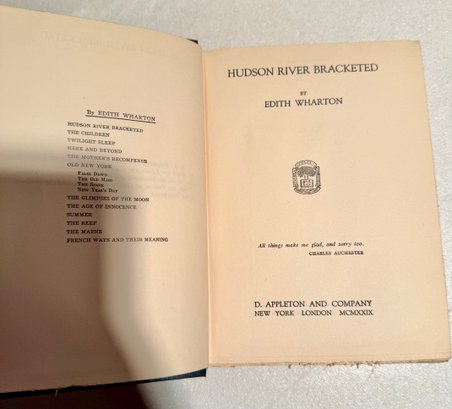 By EDITH WHARTON
HUDSON RIVER BRACKETED
THE CHILDREN
TWILIGHT SLEEP
HERE AND BEYOND
THE MOTHER'S RECOMPENSE
OLD NEW YORK
FALSE DAWN
THE OLD MAID
THE SPARK
NEW YEAR'S DAY
THE GLIMPSES OF THE MOON
THE AGE OF INNOCENCE
SUMMER
THE REEF
THE MARNE
FRENCH WAYS AND THEIR MEANING
HUDSON RIVER BRACKETED
BY
EDITH WHARTON
All things make me glad, and sorry too.
CHARLES AUCHESTER
D. APPLETON AND COMPANY
NEW YORK LONDON MCMXXIX